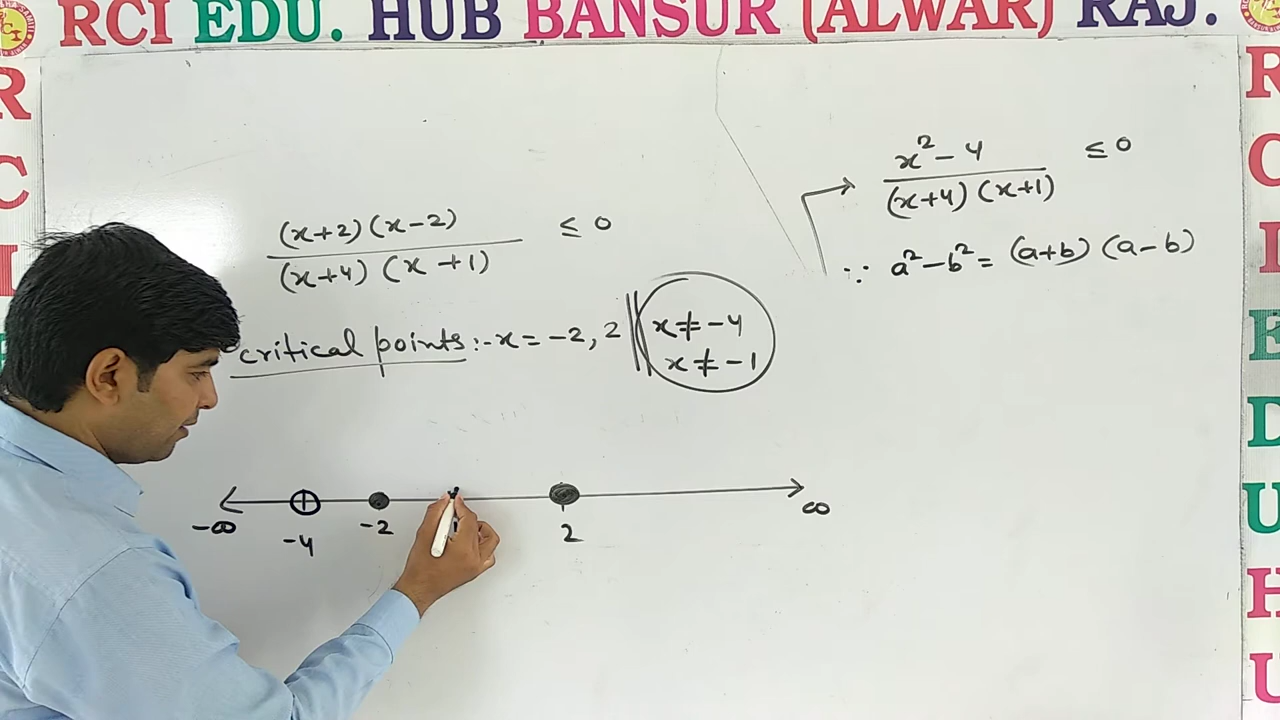 RCI EDU. HUB BANSUR (ALWAR) RAJ.
R
C
I
R
C
I
E
D
U
H
U
x² - 4 / (x+4) (x+1) ≤ 0
∵ a² - b² = (a+b) (a-b)
(x+2) (x-2) / (x+4) (x+1) ≤ 0
critical points :- x = -2, 2 || x ≠ -4
x ≠ -1
-∞ -4 -2 2 ∞